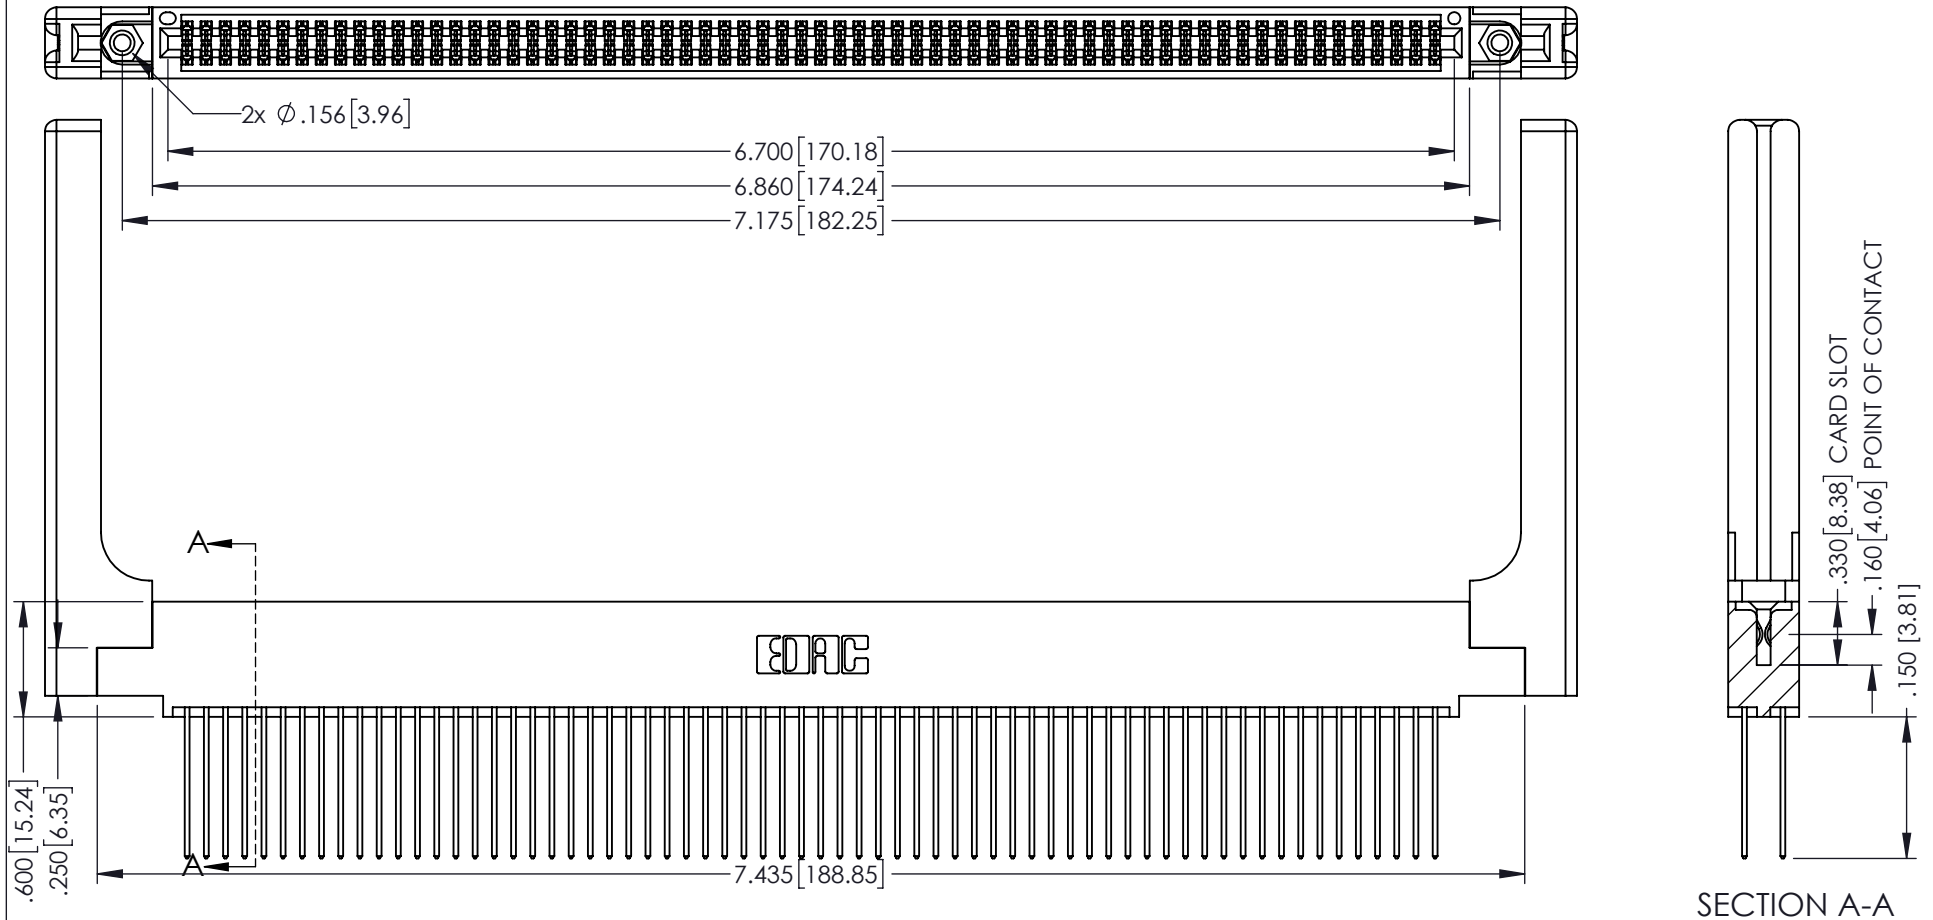 2x ∅.156[3.96]
6.700[170.18]
6.860[174.24]
7.175[182.25]
A
A
EDAC
.600[15.24]
.250[6.35]
7.435[188.85]
.330[8.38] CARD SLOT
.160[4.06] POINT OF CONTACT
.150 [3.81]
SECTION A-A